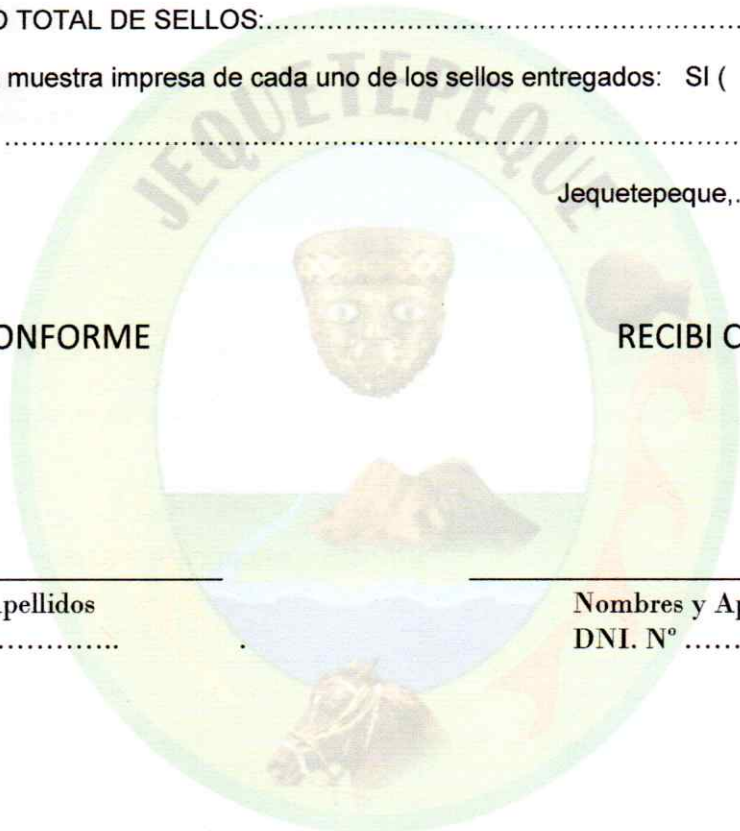 O TOTAL DE SELLOS:..............................................................
muestra impresa de cada uno de los sellos entregados: SI (
..............................................................
JEQUETEPEQUE
Jequetepeque,.
ONFORME
RECIBI C
pellidos
Nombres y Ap
............. .
DNI. Nº ......